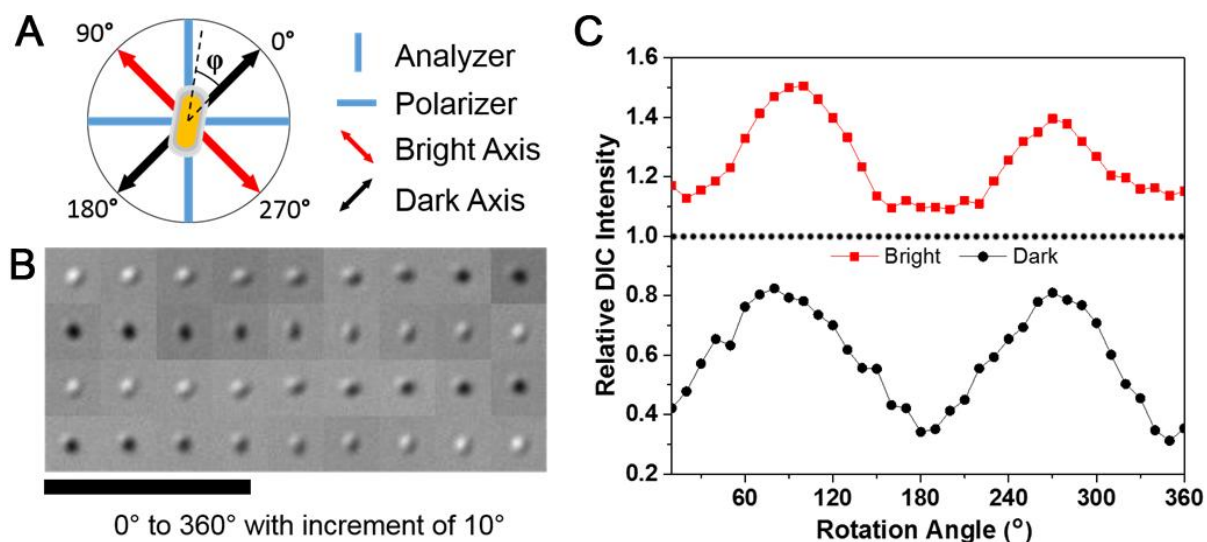 A
90°
0°
φ
180°
270°
Analyzer
Polarizer
Bright Axis
Dark Axis
B
0° to 360° with increment of 10°
C
Relative DIC Intensity
1.6
1.4
1.2
1.0
0.8
0.6
0.4
0.2
Bright
Dark
60
120
180
240
300
360
Rotation Angle (°)